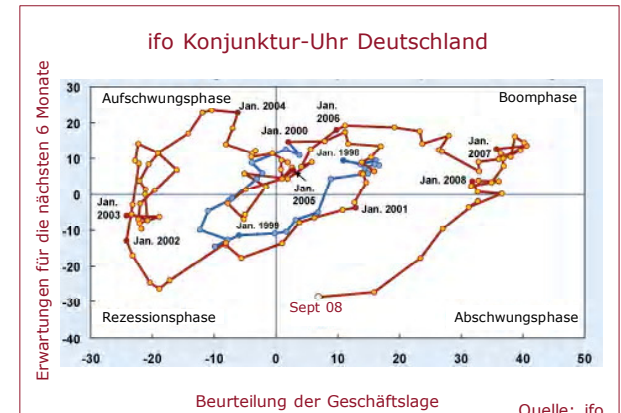 ifo Konjunktur-Uhr Deutschland
Erwartungen für die nächsten 6 Monate
30
20
10
0
-10
-20
-30
-40
Aufschwungsphase
Boomphase
Jan. 2004
Jan. 2000
Jan.
2006
Jan. 1998
Jan.
2007
Jan. 2008
Jan.
2005
Jan.
2003
Jan. 2002
Jan. 1999
Jan. 2001
Sept 08
Rezessionsphase
Abschwungsphase
-30
-20
-10
0
10
20
30
40
50
Beurteilung der Geschäftslage
Quelle: ifo